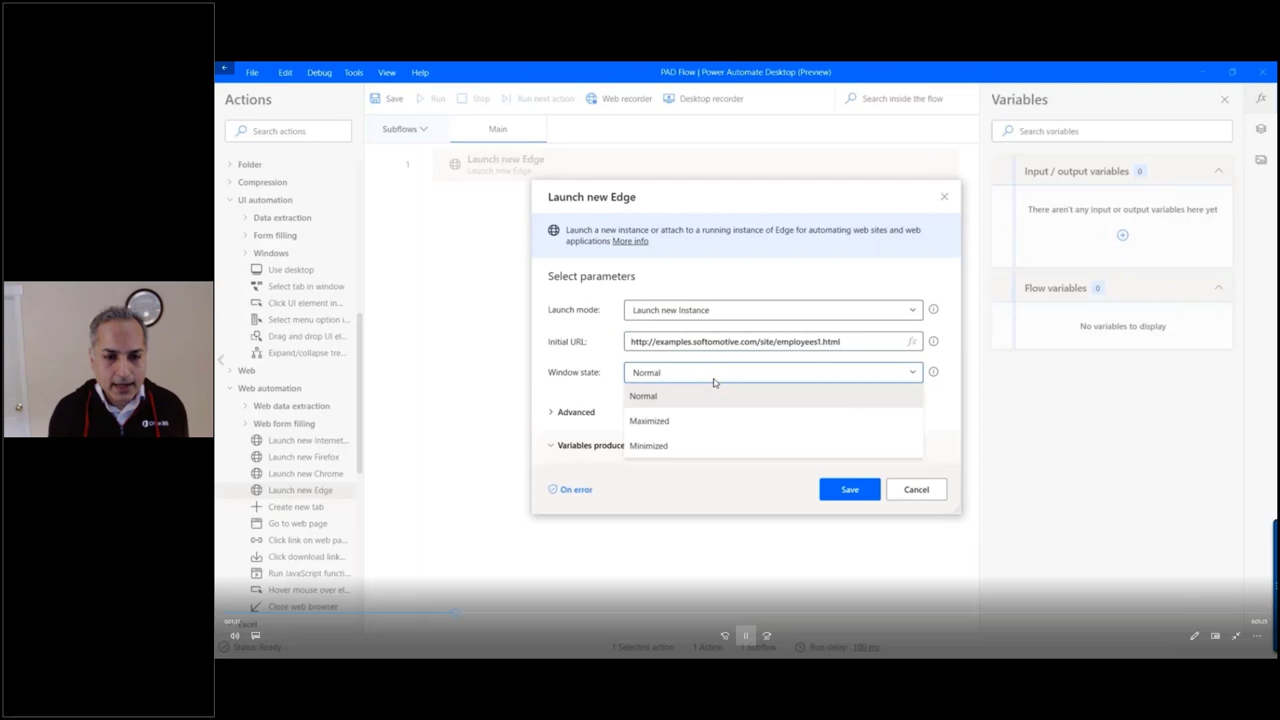 File Edit Debug Tools View Help
PAD Flow | Power Automate Desktop (Preview)
Actions
Search actions
Folder
Compression
UI automation
Data extraction
Form filling
Windows
Use desktop
Select tab in window
Click UI element in...
Select menu option i
Drag and drop UI el...
Expand/collapse tre...
Web
Web automation
Web data extraction
Web form filling
Launch new Internet...
Launch new Firefox
Launch new Chrome
Launch new Edge
Create new tab
Go to web page
Click link on web pa...
Click download link...
Run JavaScript functi...
Hover mouse over el...
Close web browser
Excel
Save Run Stop Run next action Web recorder Desktop recorder
Search inside the flow
Subflows Main
1
Launch new Edge
Launch new Edge
Launch new Edge
Launch a new instance or attach to a running instance of Edge for automating web sites and web
applications More info
Select parameters
Launch mode: Launch new Instance
Initial URL: http://examples.softomotive.com/site/employees1.html fx
Window state: Normal
Normal
Maximized
Minimized
Advanced
Variables produce
On error
Save Cancel
Variables
fx
Search variables
Input / output variables 0
There aren't any input or output variables here yet
Flow variables 0
No variables to display
Status: Ready 1 Selected action 1 Action 1 Subflow Run delay: 100 ms